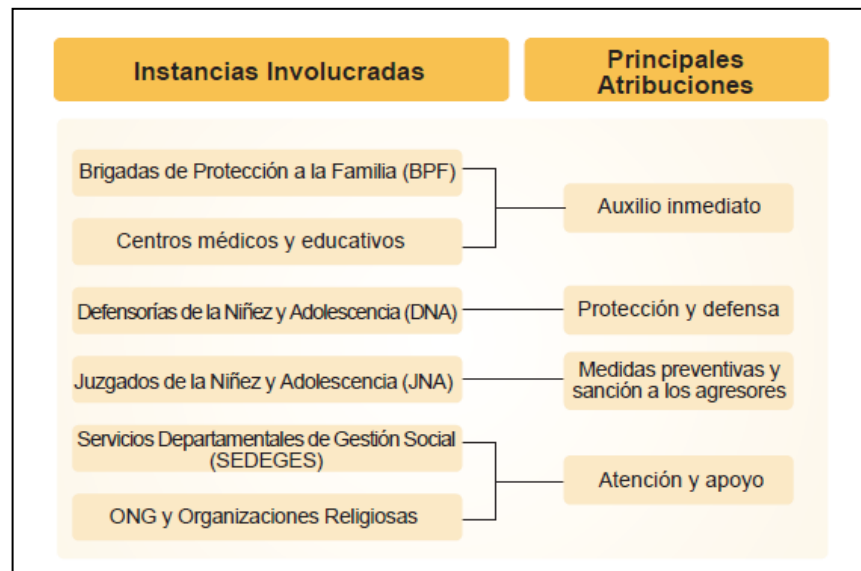 Instancias Involucradas
Principales
Atribuciones
Brigadas de Protección a la Familia (BPF)
Centros médicos y educativos
Auxilio inmediato
Defensorías de la Niñez y Adolescencia (DNA)
Protección y defensa
Juzgados de la Niñez y Adolescencia (JNA)
Medidas preventivas y
sanción a los agresores
Servicios Departamentales de Gestión Social
(SEDEGES)
ONG y Organizaciones Religiosas
Atención y apoyo